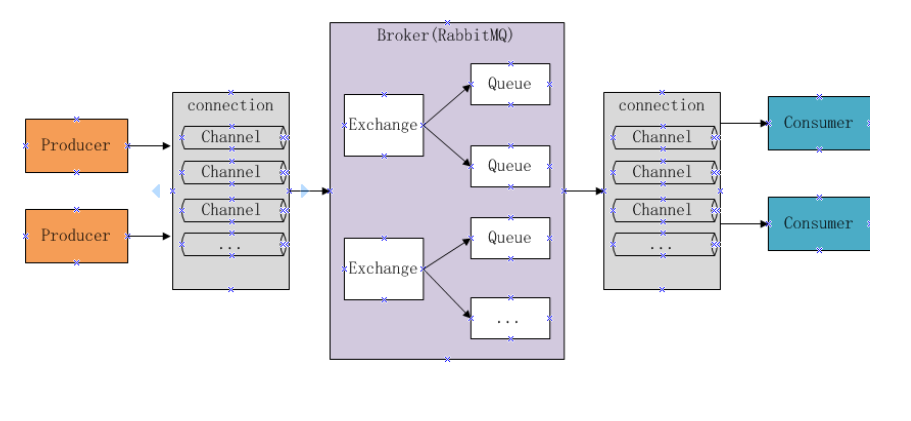 Producer
Producer
connection
Channel
Channel
Channel
...
Broker(RabbitMQ)
Exchange
Queue
Queue
Exchange
Queue
...
connection
Channel
Channel
Channel
...
Consumer
Consumer